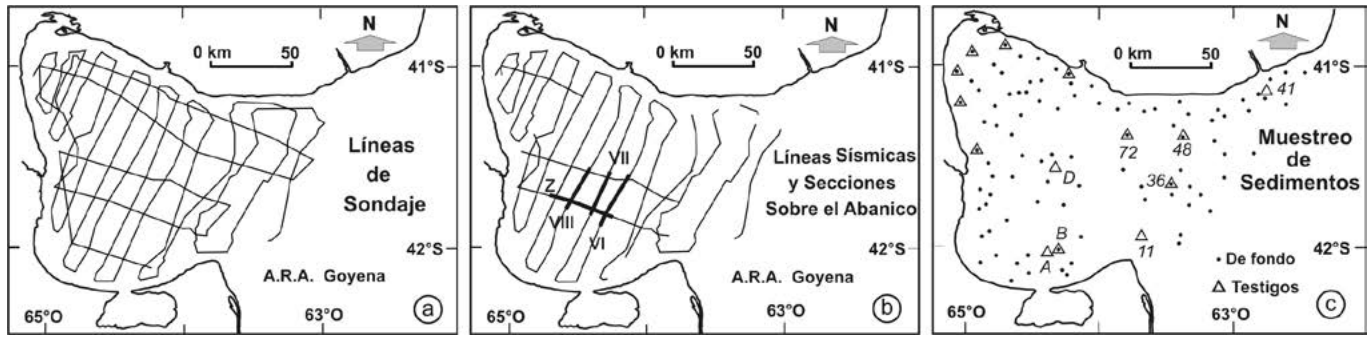 N
0 km 50
41°S
Líneas
de
Sondaje
42°S
A.R.A. Goyena
65°O
63°O
a
N
0 km 50
41°S
VII
Líneas Sísmicas
y Secciones
Sobre el Abanico
Z
VIII
VI
42°S
A.R.A. Goyena
65°O
63°O
b
N
0 km 50
41°S
41
72
48
Muestreo
de
Sedimentos
D
36
B
A
11
42°S
De fondo
Testigos
65°O
63°O
c